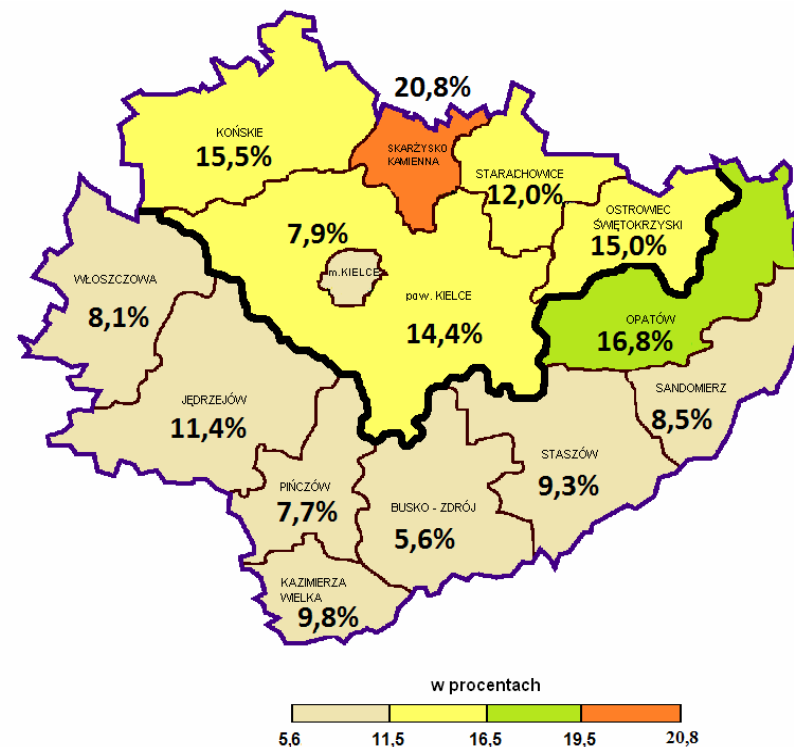 20,8%
KOŃSKIE
15,5%
SKARŻYSKO
KAMIENNA
STARACHOWICE
12,0%
OSTROWIEC
ŚWIĘTOKRZYSKI
15,0%
7,9%
m.KIELCE
WŁOSZCZOWA
8,1%
pow. KIELCE
14,4%
OPATÓW
16,8%
JĘDRZEJÓW
11,4%
SANDOMIERZ
8,5%
STASZÓW
9,3%
PIŃCZÓW
7,7%
BUSKO - ZDRÓJ
5,6%
KAZIMIERZA
WIELKA
9,8%
w procentach
5,6 11,5 16,5 19,5 20,8